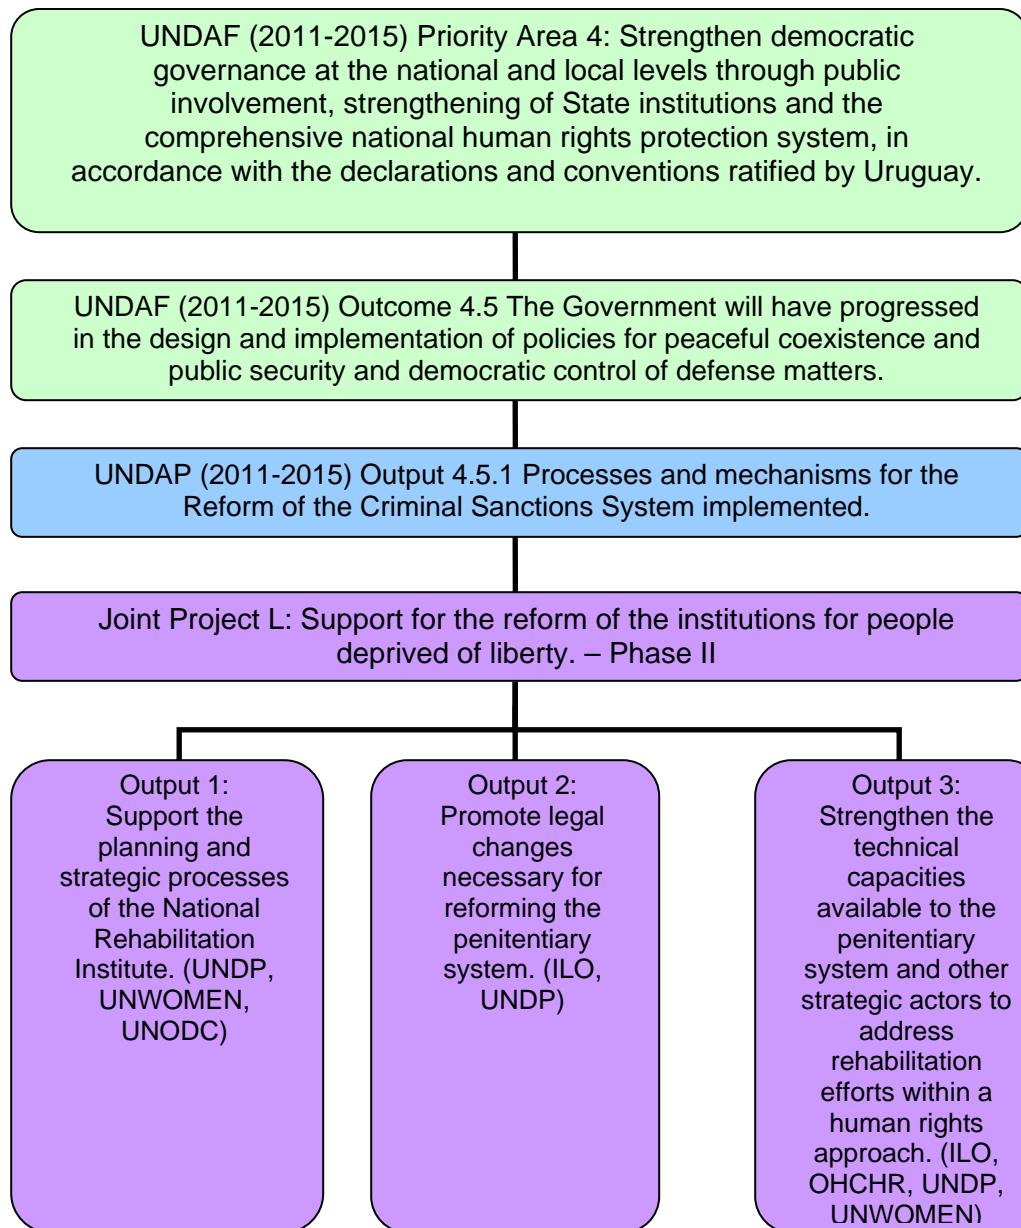 UNDAF (2011-2015) Priority Area 4: Strengthen democratic
governance at the national and local levels through public
involvement, strengthening of State institutions and the
comprehensive national human rights protection system, in
accordance with the declarations and conventions ratified by Uruguay.
UNDAF (2011-2015) Outcome 4.5 The Government will have progressed
in the design and implementation of policies for peaceful coexistence and
public security and democratic control of defense matters.
UNDAP (2011-2015) Output 4.5.1 Processes and mechanisms for the
Reform of the Criminal Sanctions System implemented.
Joint Project L: Support for the reform of the institutions for people
deprived of liberty. – Phase II
Output 1:
Support the
planning and
strategic processes
of the National
Rehabilitation
Institute. (UNDP,
UNWOMEN,
UNODC)
Output 2:
Promote legal
changes
necessary for
reforming the
penitentiary
system. (ILO,
UNDP)
Output 3:
Strengthen the
technical
capacities
available to the
penitentiary
system and other
strategic actors to
address
rehabilitation
efforts within a
human rights
approach. (ILO,
OHCHR, UNDP,
UNWOMEN)